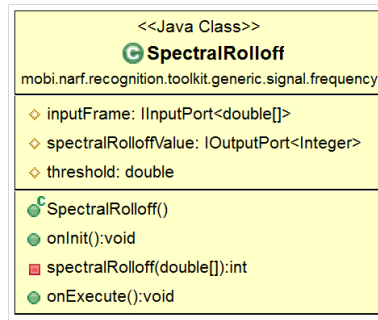 <<Java Class>>
C SpectralRolloff
mobi.narf.recognition.toolkit.generic.signal.frequency
inputFrame: IInputPort<double[]>
spectralRolloffValue: IOutputPort<Integer>
threshold: double
C SpectralRolloff()
onInit():void
spectralRolloff(double[]):int
onExecute():void